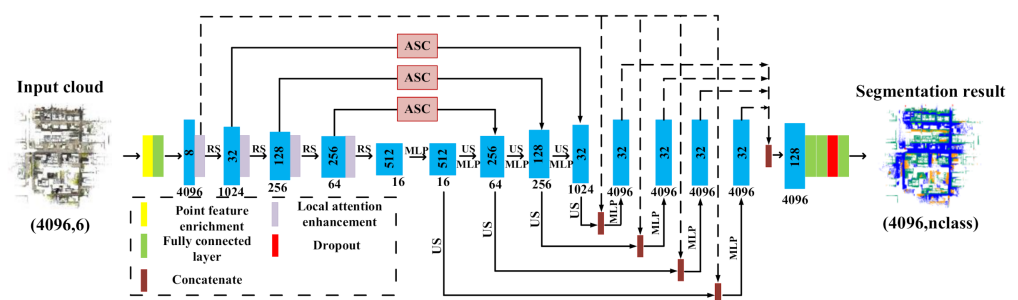 Input cloud
(4096,6)
8
4096
RS
32
1024
RS
128
256
RS
256
64
RS
512
16
MLP
512
16
US
MLP
256
64
US
MLP
128
256
US
MLP
32
1024
ASC
ASC
ASC
US
US
US
US
MLP
MLP
MLP
MLP
32
4096
32
4096
32
4096
32
4096
128
4096
Segmentation result
(4096,nclass)
Point feature
enrichment
Local attention
enhancement
Fully connected
layer
Dropout
Concatenate